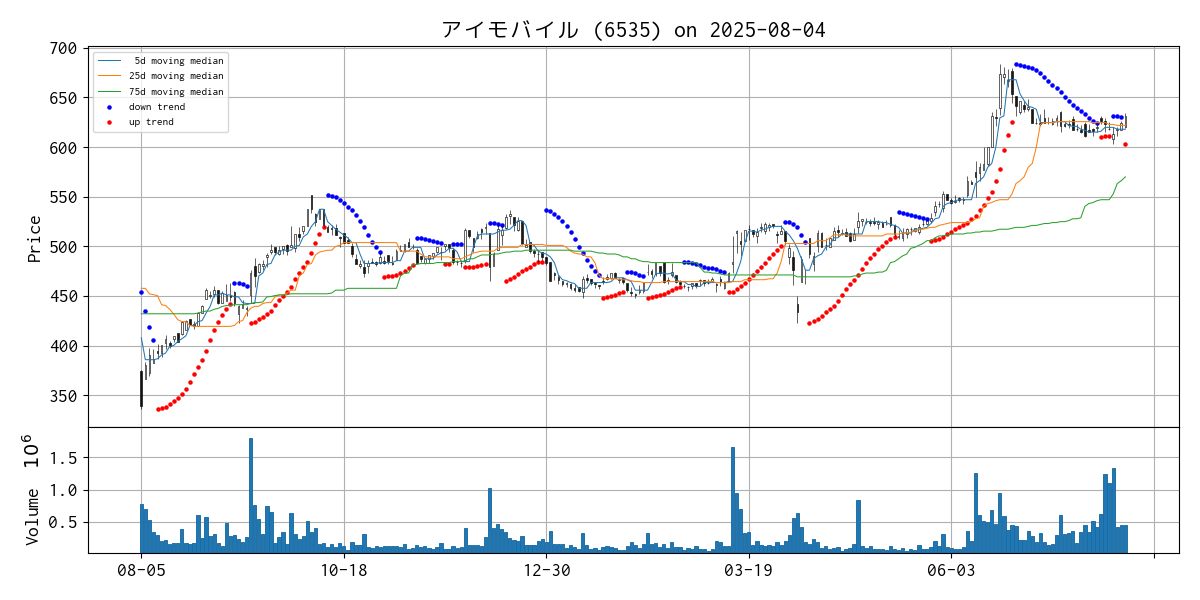 アイモバイル (6535) on 2025-08-04
700
650
600
550
500
450
400
350
Price
5d moving median
25d moving median
75d moving median
down trend
up trend
1.5
1.0
0.5
Volume 10^6
08-05
10-18
12-30
03-19
06-03